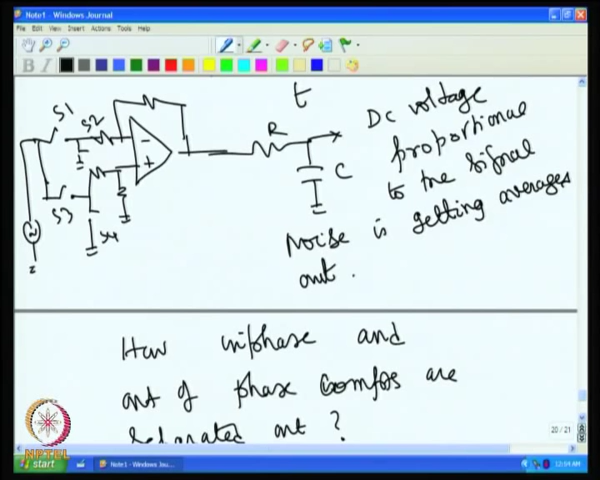 Note1 - Windows Journal
File Edit View Insert Actions Tools Help
B I
t
S1
S2
S3
S4
-
+
R
C
DC voltage
proportional
to the signal
Noise is getting averages
out.
How inphase and
out of phase compos are
separated out ?
20 / 21
NPTEL
start
Note1 - Windows Jour...
12:04 AM